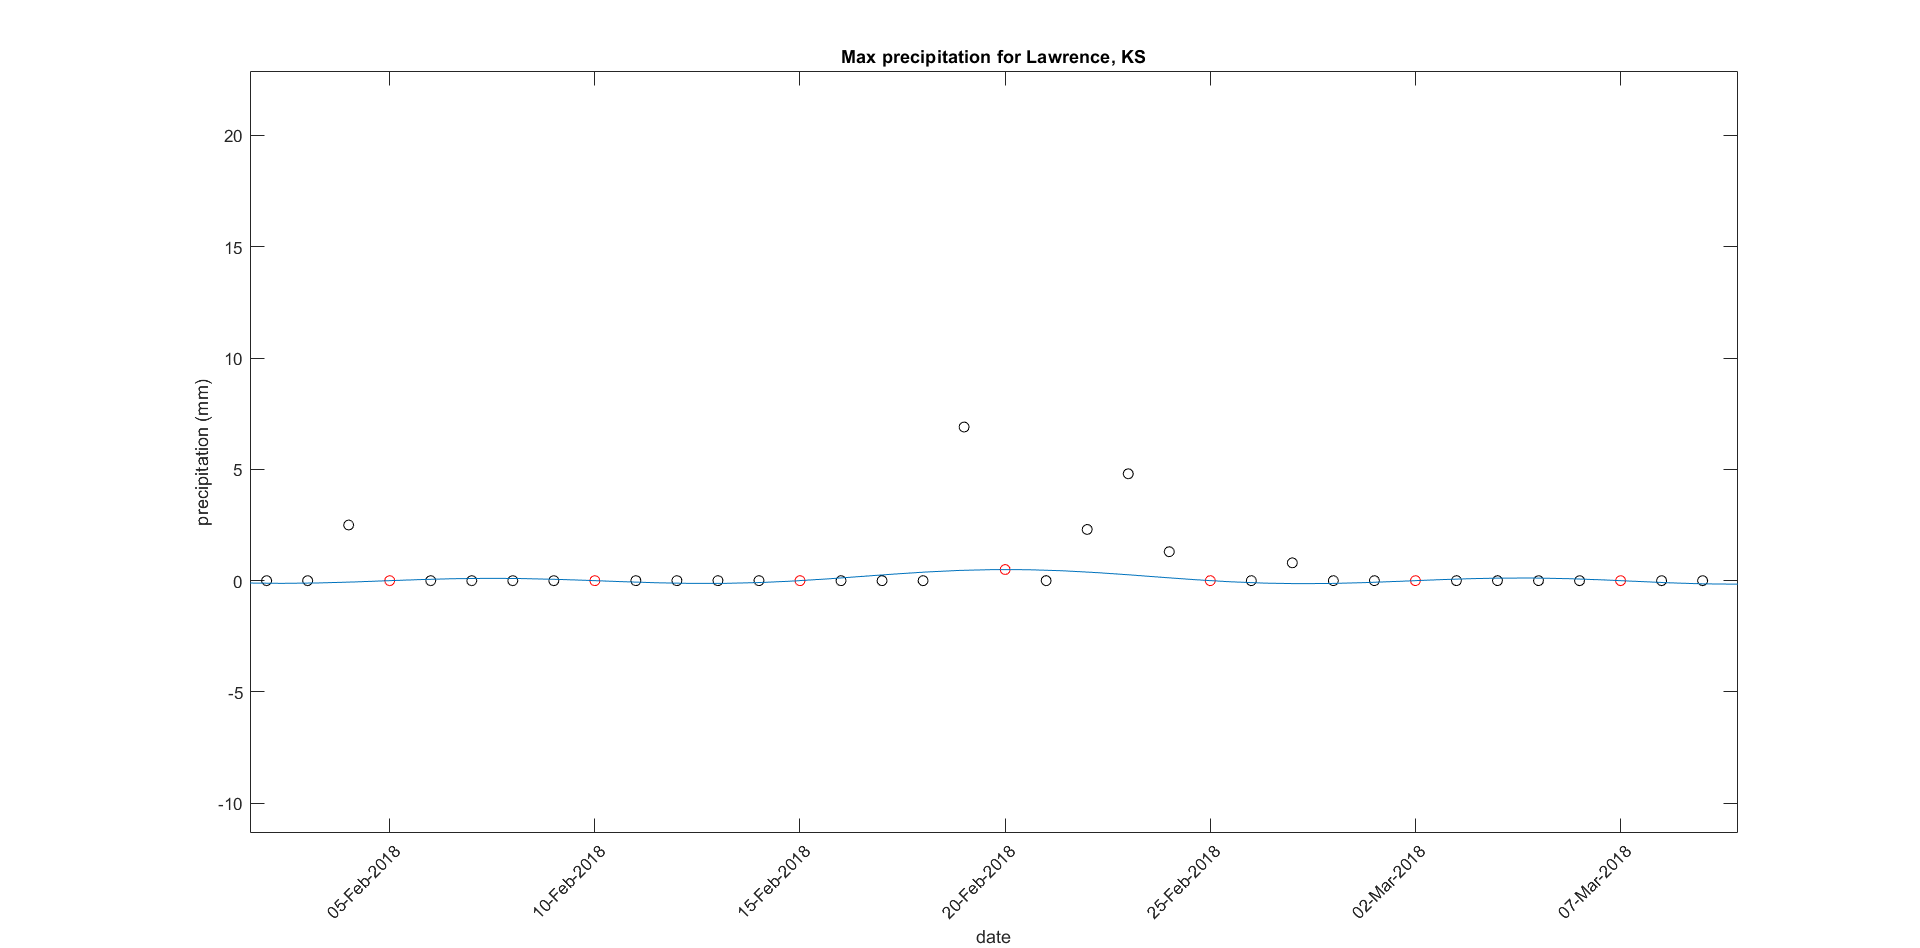 Max precipitation for Lawrence, KS
20
15
10
5
0
-5
-10
precipitation (mm)
05-Feb-2018
10-Feb-2018
15-Feb-2018
20-Feb-2018
25-Feb-2018
02-Mar-2018
07-Mar-2018
date